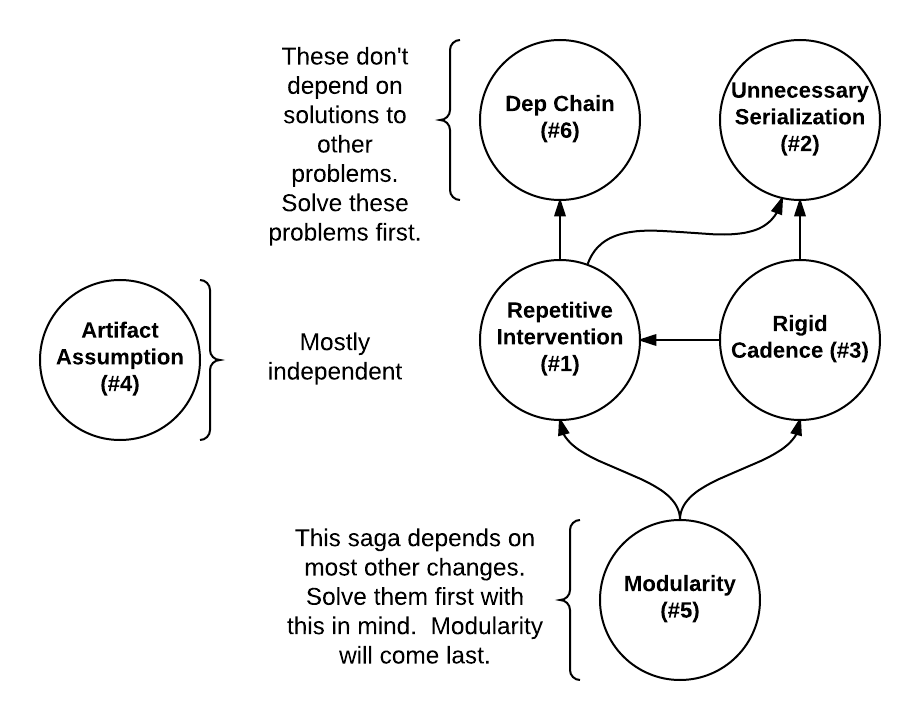 These don't
depend on
solutions to
other
problems.
Solve these
problems first.
Dep Chain
(#6)
Unnecessary
Serialization
(#2)
Artifact
Assumption
(#4)
Mostly
independent
Repetitive
Intervention
(#1)
Rigid
Cadence (#3)
This saga depends on
most other changes.
Solve them first with
this in mind.  Modularity
will come last.
Modularity
(#5)